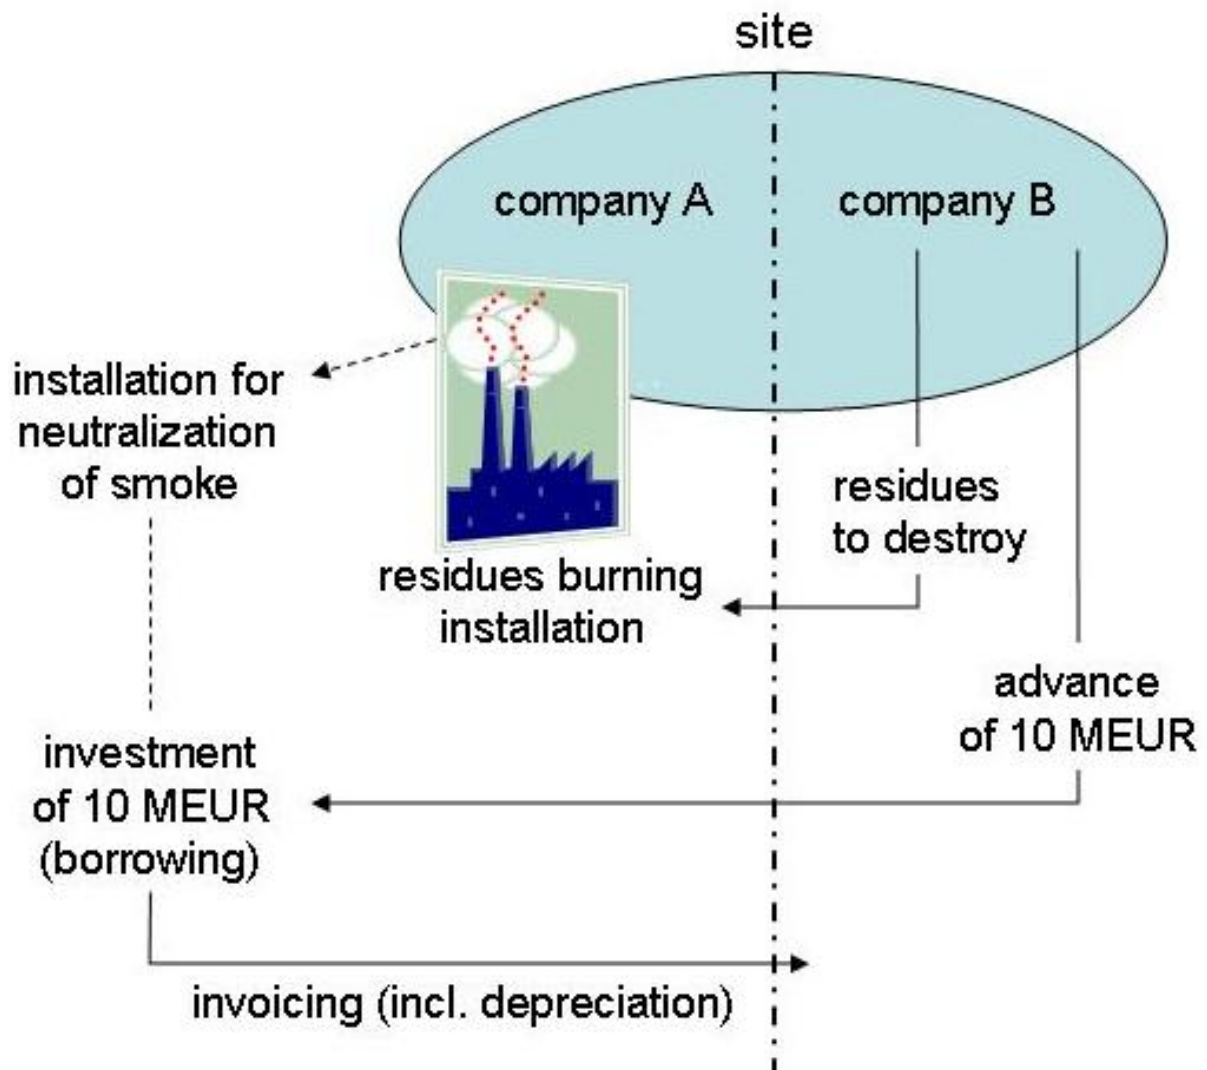 site
company A
company B
installation for
neutralization
of smoke
residues
to destroy
residues burning
installation
advance
of 10 MEUR
investment
of 10 MEUR
(borrowing)
invoicing (incl. depreciation)